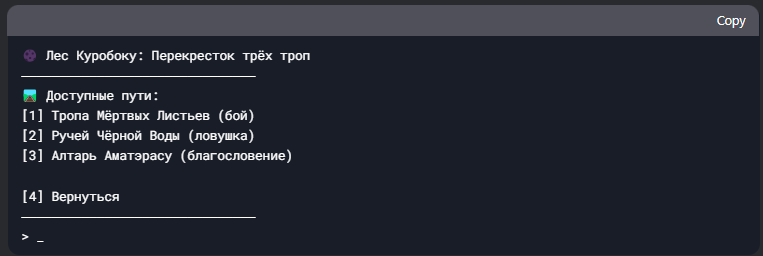 Copy
🌑 Лес Куробоку: Перекресток трёх троп
──────────────────────────────
🛤️ Доступные пути:
[1] Тропа Мёртвых Листьев (бой)
[2] Ручей Чёрной Воды (ловушка)
[3] Алтарь Аматэрасу (благословение)
[4] Вернуться
──────────────────────────────
> _